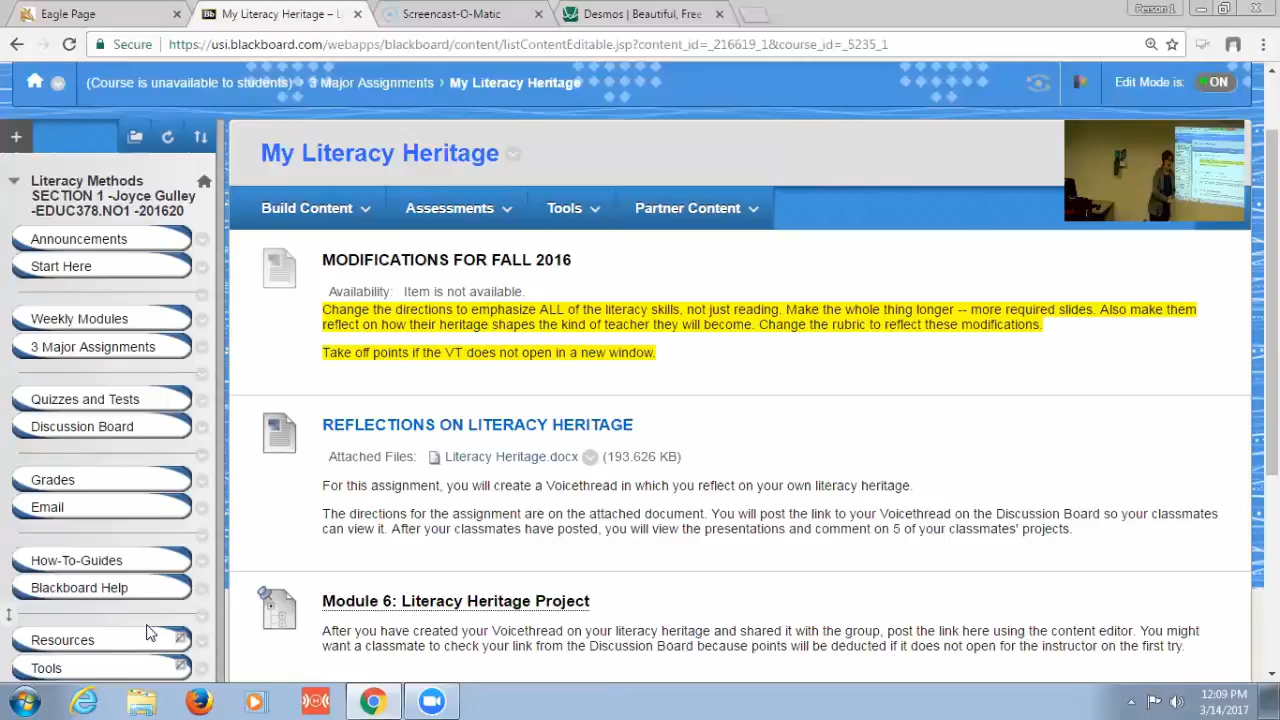 Eagle Page
My Literacy Heritage – L
Screencast-O-Matic
Desmos | Beautiful, Free
Person 1
Secure
https://usi.blackboard.com/webapps/blackboard/content/listContentEditable.jsp?content_id=_216619_1&course_id=_5235_1
(Course is unavailable to students) 3 Major Assignments My Literacy Heritage
Edit Mode is: ON
My Literacy Heritage
Literacy Methods
SECTION 1 -Joyce Gulley
-EDUC378.NO1 -201620
Announcements
Start Here
Weekly Modules
3 Major Assignments
Quizzes and Tests
Discussion Board
Grades
Email
How-To-Guides
Blackboard Help
Resources
Tools
Build Content
Assessments
Tools
Partner Content
MODIFICATIONS FOR FALL 2016
Availability: Item is not available.
Change the directions to emphasize ALL of the literacy skills, not just reading. Make the whole thing longer -- more required slides. Also make them
reflect on how their heritage shapes the kind of teacher they will become. Change the rubric to reflect these modifications.
Take off points if the VT does not open in a new window.
REFLECTIONS ON LITERACY HERITAGE
Attached Files: Literacy Heritage.docx (193.626 KB)
For this assignment, you will create a Voicethread in which you reflect on your own literacy heritage.
The directions for the assignment are on the attached document. You will post the link to your Voicethread on the Discussion Board so your classmates
can view it. After your classmates have posted, you will view the presentations and comment on 5 of your classmates' projects.
Module 6: Literacy Heritage Project
After you have created your Voicethread on your literacy heritage and shared it with the group, post the link here using the content editor. You might
want a classmate to check your link from the Discussion Board because points will be deducted if it does not open for the instructor on the first try.
12:09 PM
3/14/2017